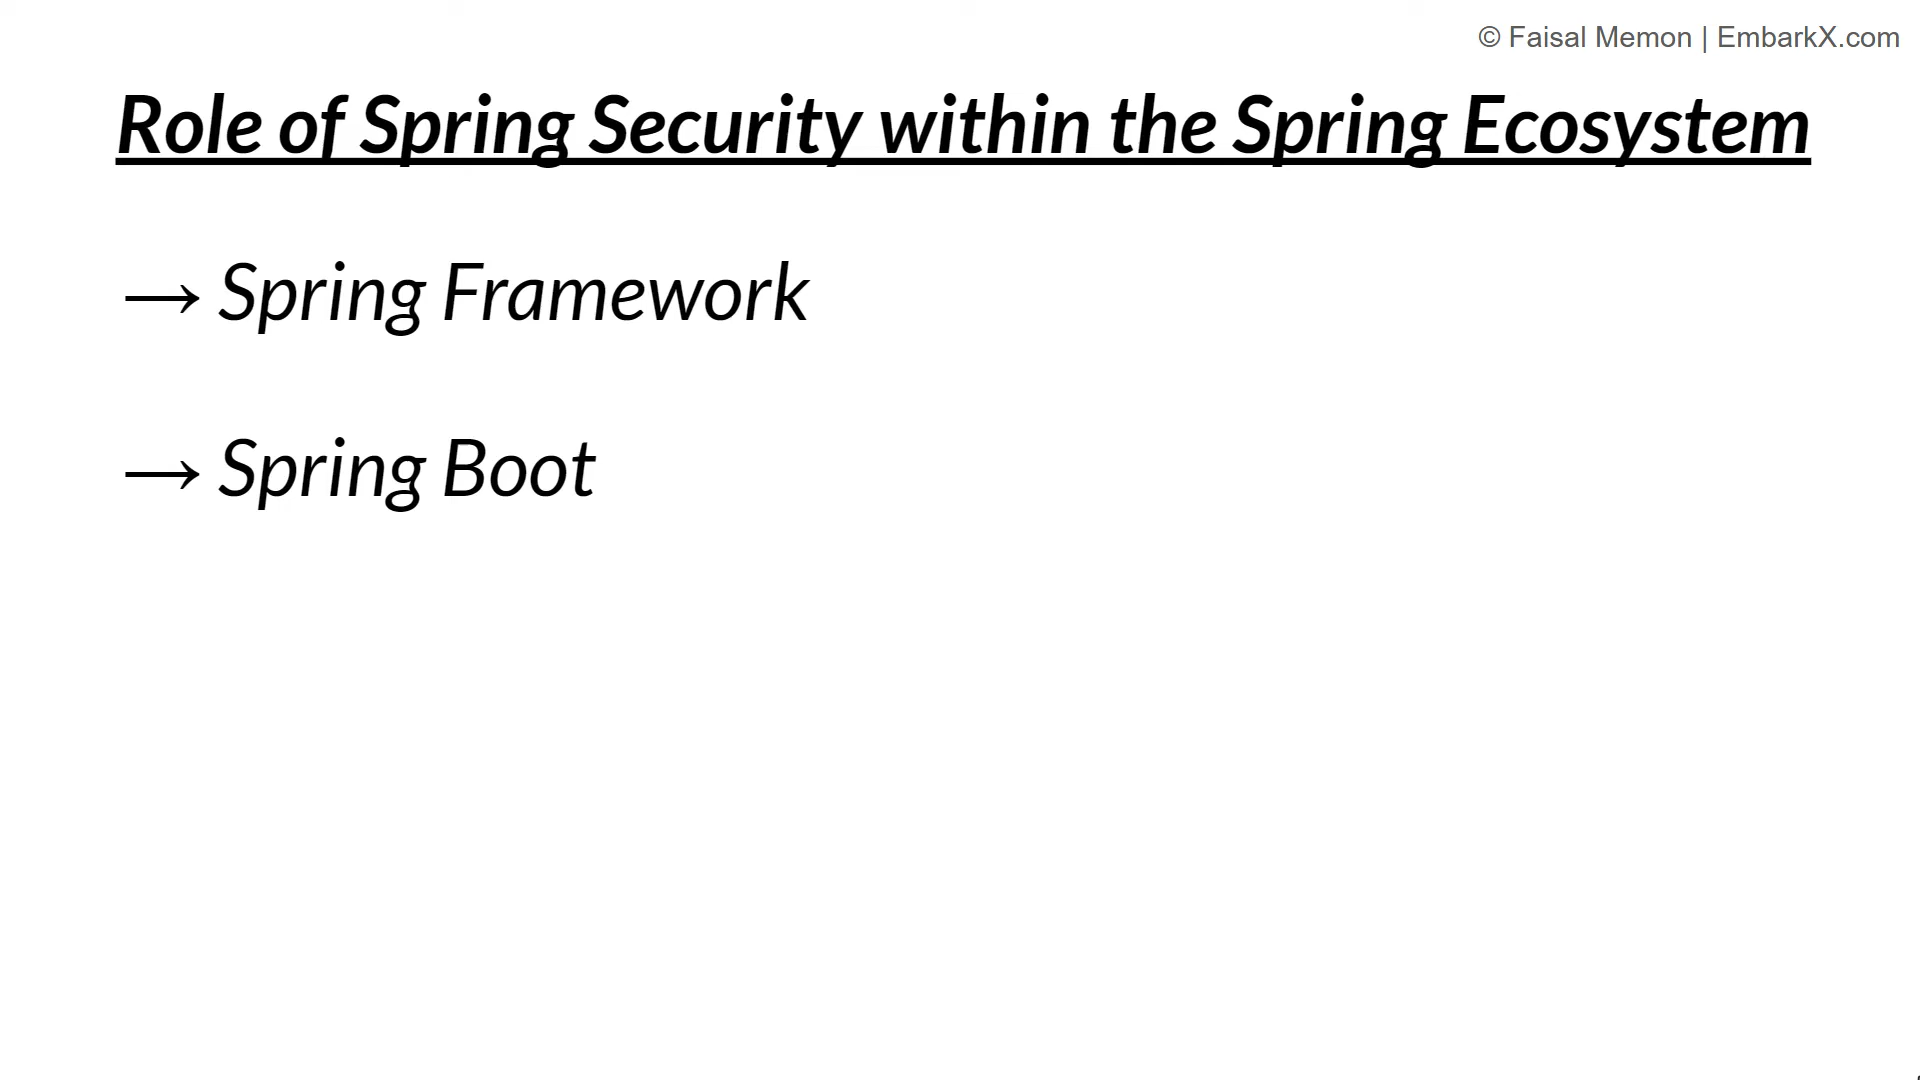 © Faisal Memon | EmbarkX.com
Role of Spring Security within the Spring Ecosystem
→ Spring Framework
→ Spring Boot